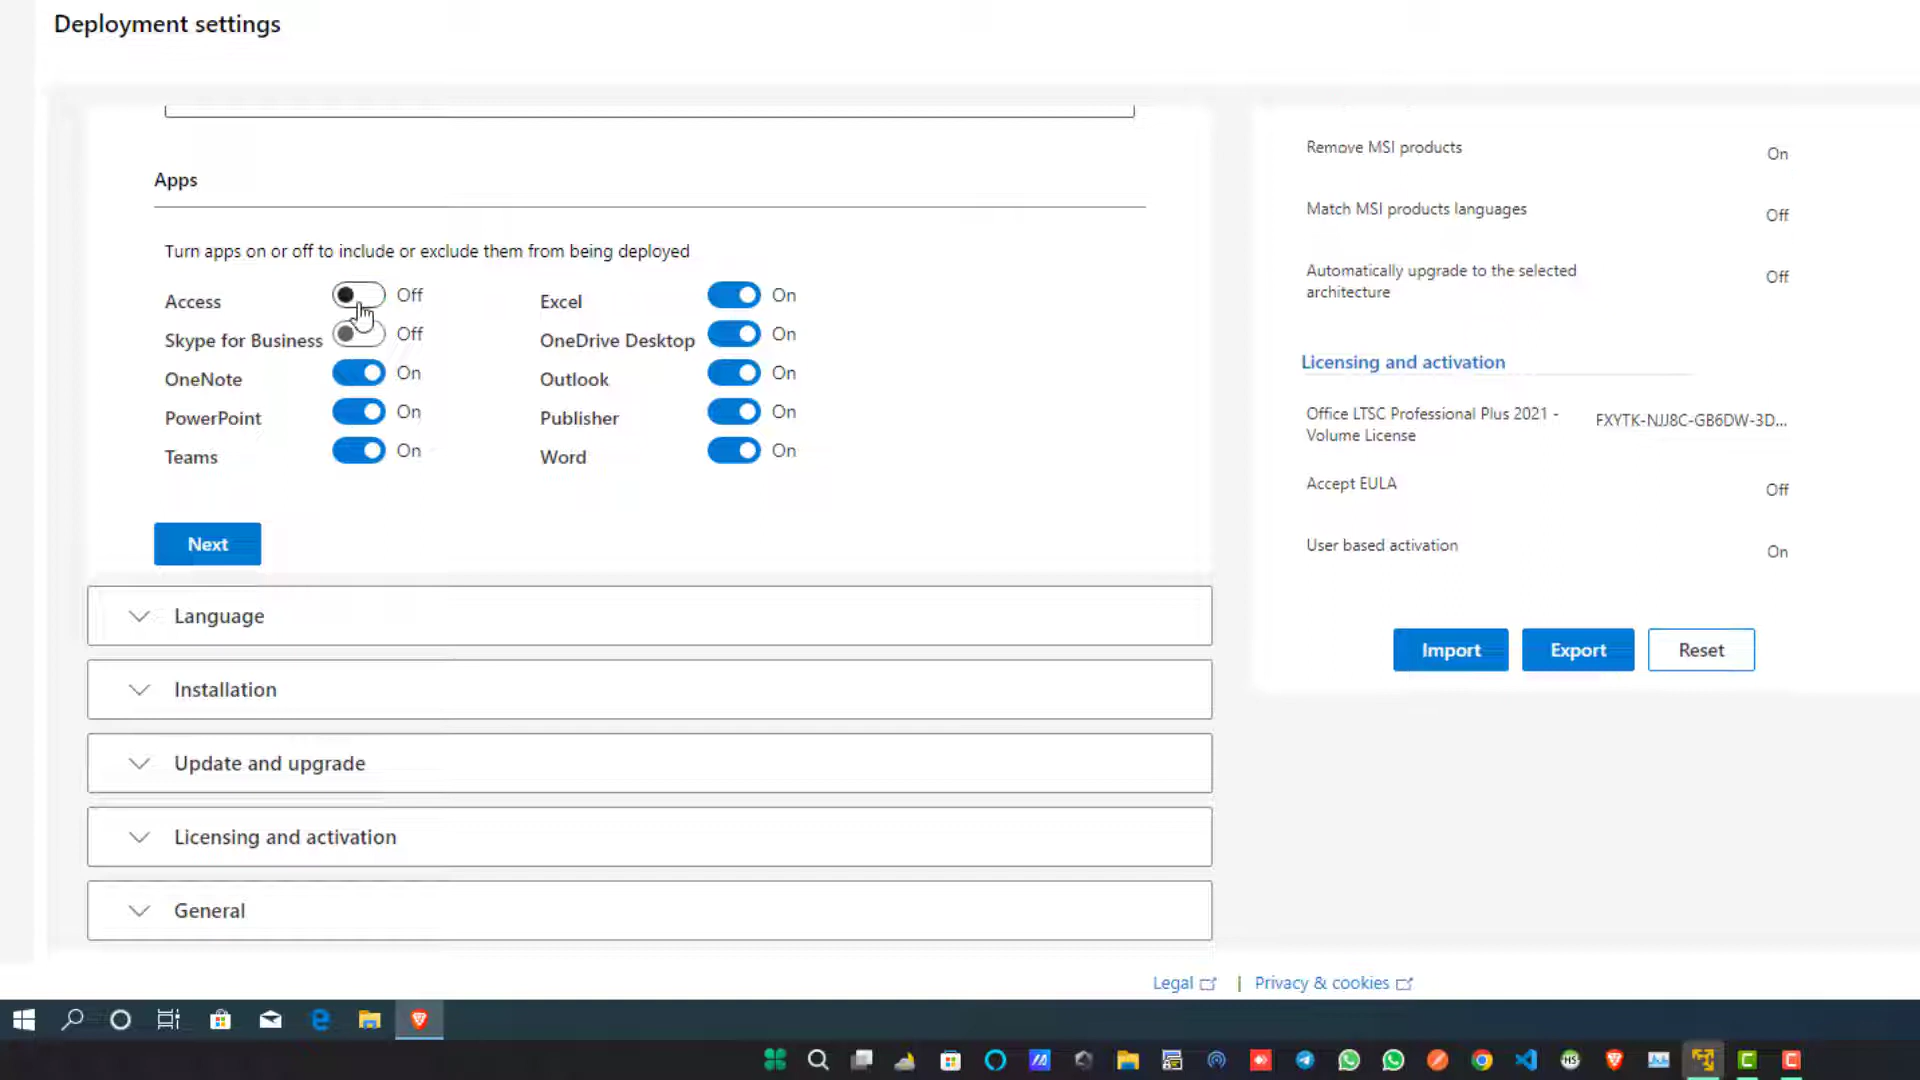 Deployment settings
Apps
Turn apps on or off to include or exclude them from being deployed
Access Off Excel On
Skype for Business Off OneDrive Desktop On
OneNote On Outlook On
PowerPoint On Publisher On
Teams On Word On
Next
Language
Installation
Update and upgrade
Licensing and activation
General
Remove MSI products On
Match MSI products languages Off
Automatically upgrade to the selected
architecture Off
Licensing and activation
Office LTSC Professional Plus 2021 -
Volume License FXYTK-NJJ8C-GB6DW-3D...
Accept EULA Off
User based activation On
Import Export Reset
Legal | Privacy & cookies